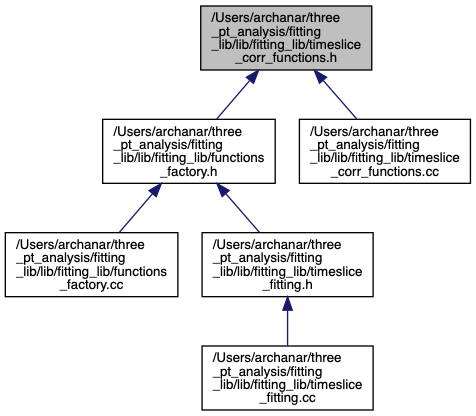 /Users/archanar/three
_pt_analysis/fitting
_lib/lib/fitting_lib/timeslice
_corr_functions.h
/Users/archanar/three
_pt_analysis/fitting
_lib/lib/fitting_lib/functions
_factory.h
/Users/archanar/three
_pt_analysis/fitting
_lib/lib/fitting_lib/timeslice
_corr_functions.cc
/Users/archanar/three
_pt_analysis/fitting
_lib/lib/fitting_lib/functions
_factory.cc
/Users/archanar/three
_pt_analysis/fitting
_lib/lib/fitting_lib/timeslice
_fitting.h
/Users/archanar/three
_pt_analysis/fitting
_lib/lib/fitting_lib/timeslice
_fitting.cc